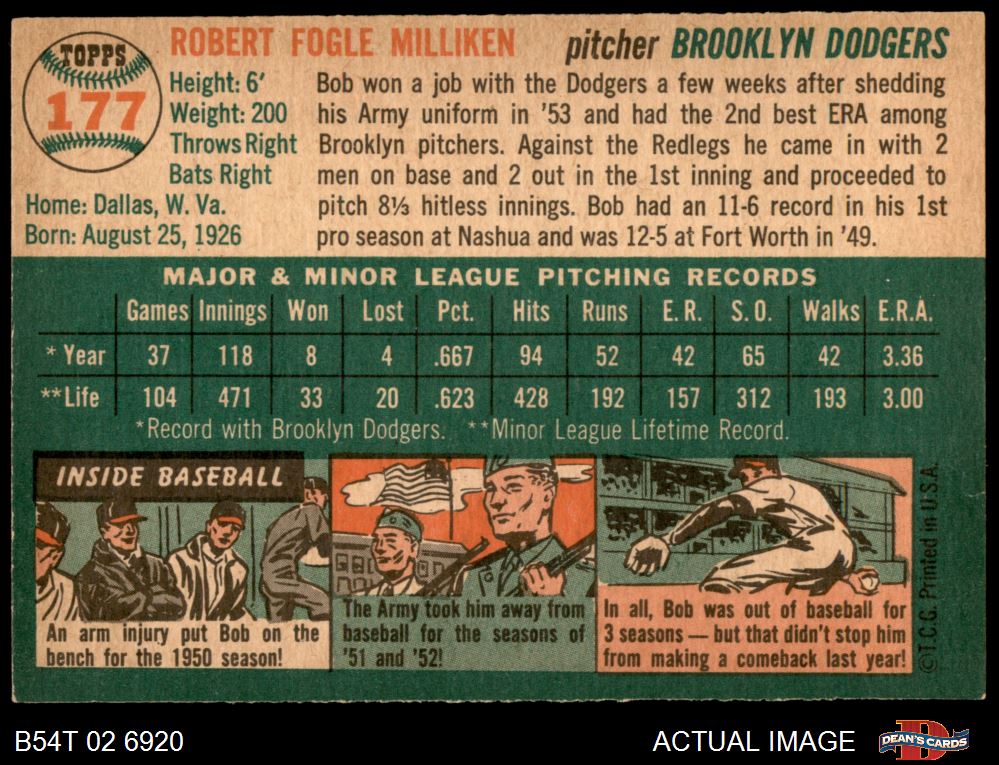 TOPPS
177
ROBERT FOGLE MILLIKEN pitcher BROOKLYN DODGERS
Height: 6'
Weight: 200
Throws Right
Bats Right
Home: Dallas, W. Va.
Born: August 25, 1926
Bob won a job with the Dodgers a few weeks after shedding
his Army uniform in '53 and had the 2nd best ERA among
Brooklyn pitchers. Against the Redlegs he came in with 2
men on base and 2 out in the 1st inning and proceeded to
pitch 8⅓ hitless innings. Bob had an 11-6 record in his 1st
pro season at Nashua and was 12-5 at Fort Worth in '49.
MAJOR & MINOR LEAGUE PITCHING RECORDS
Games Innings Won Lost Pct. Hits Runs E. R. S. O. Walks E.R.A.
* Year 37 118 8 4 .667 94 52 42 65 42 3.36
**Life 104 471 33 20 .623 428 192 157 312 193 3.00
*Record with Brooklyn Dodgers. **Minor League Lifetime Record.
INSIDE BASEBALL
An arm injury put Bob on the
bench for the 1950 season!
The Army took him away from
baseball for the seasons of
'51 and '52!
In all, Bob was out of baseball for
3 seasons — but that didn't stop him
from making a comeback last year!
©T.C.G. Printed in U.S.A.
B54T 02 6920
ACTUAL IMAGE
D
DEAN'S CARDS